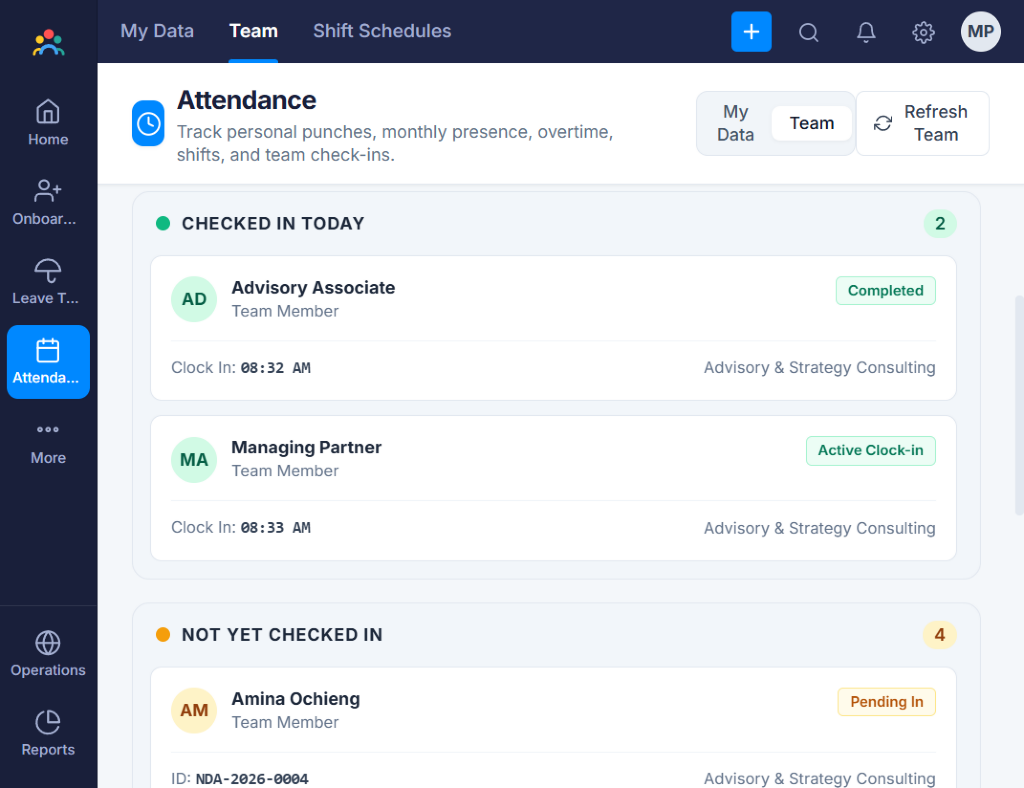 My Data
Team
Shift Schedules
MP
Home
Onboar...
Leave T...
Attenda...
More
Operations
Reports
Attendance
Track personal punches, monthly presence, overtime,
shifts, and team check-ins.
My
Data
Team
Refresh
Team
CHECKED IN TODAY
2
AD
Advisory Associate
Team Member
Completed
Clock In: 08:32 AM
Advisory & Strategy Consulting
MA
Managing Partner
Team Member
Active Clock-in
Clock In: 08:33 AM
Advisory & Strategy Consulting
NOT YET CHECKED IN
4
AM
Amina Ochieng
Team Member
Pending In
ID: NDA-2026-0004
Advisory & Strategy Consulting